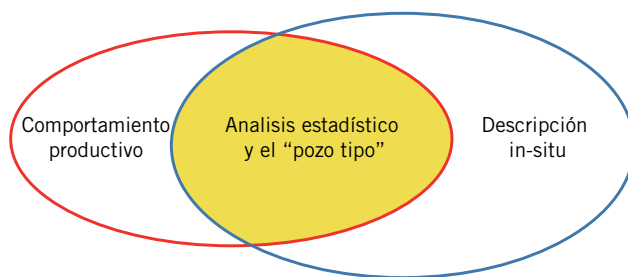 Comportamiento
productivo
Analisis estadístico
y el “pozo tipo”
Descripción
in-situ